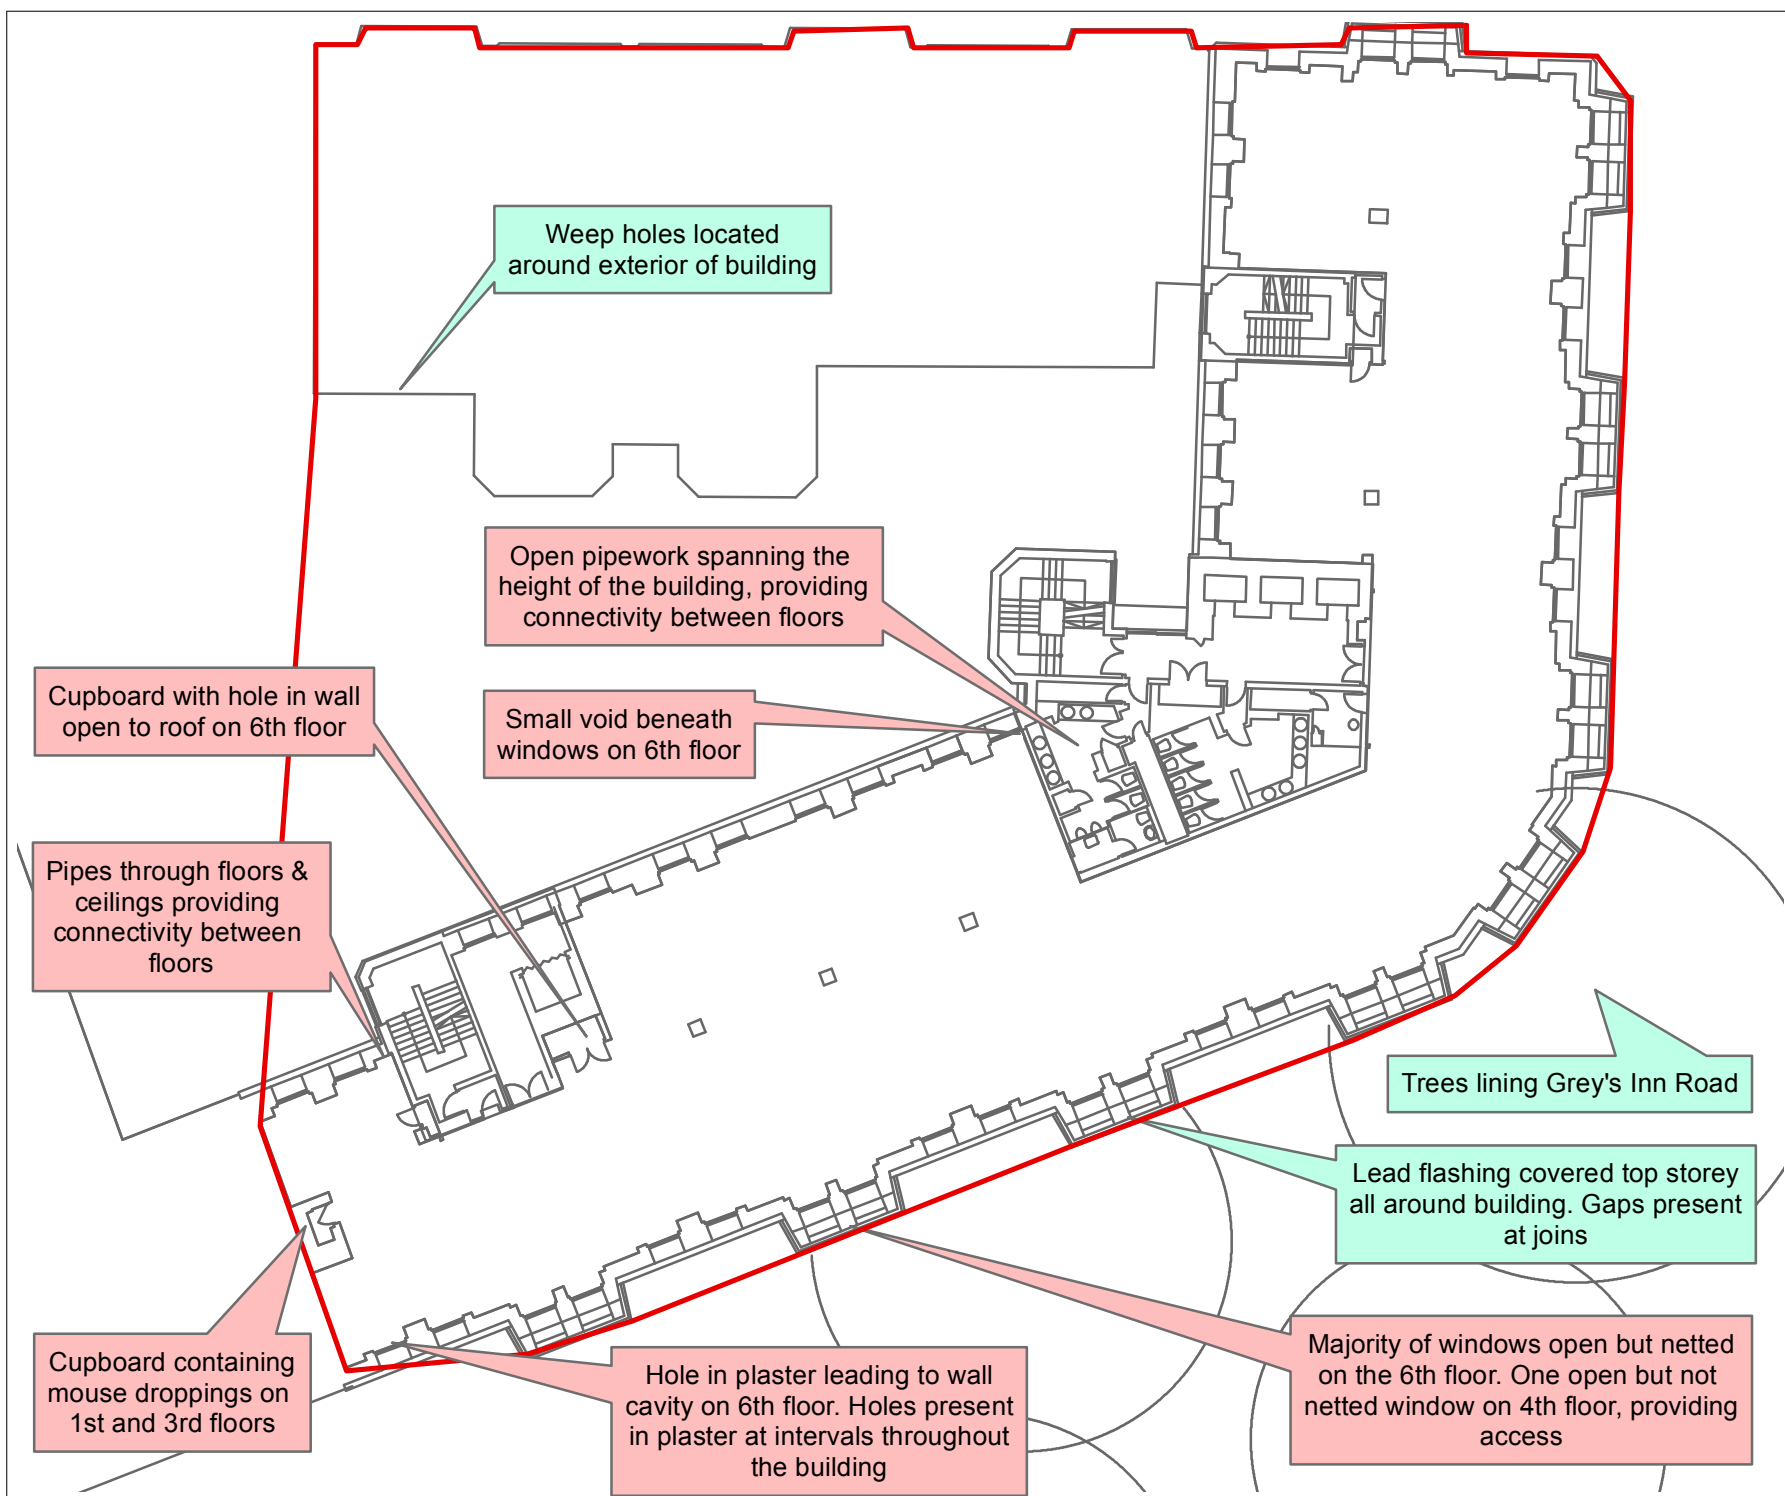 Weep holes located
around exterior of building
Open pipework spanning the
height of the building, providing
connectivity between floors
Cupboard with hole in wall
open to roof on 6th floor
Small void beneath
windows on 6th floor
Pipes through floors &
ceilings providing
connectivity between
floors
Trees lining Grey's Inn Road
Lead flashing covered top storey
all around building. Gaps present
at joins
Cupboard containing
mouse droppings on
1st and 3rd floors
Hole in plaster leading to wall
cavity on 6th floor. Holes present
in plaster at intervals throughout
the building
Majority of windows open but netted
on the 6th floor. One open but not
netted window on 4th floor, providing
access